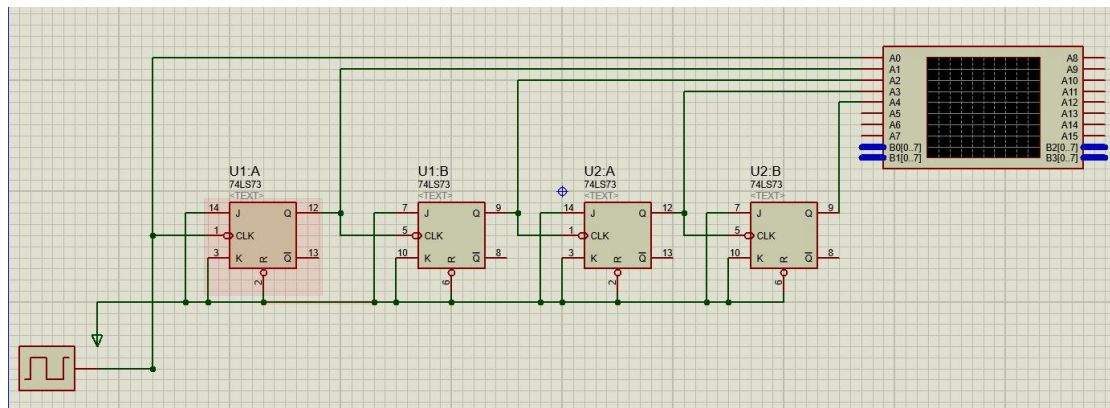 A0
A1
A2
A3
A4
A5
A6
A7
B0[0..7]
B1[0..7]
A8
A9
A10
A11
A12
A13
A14
A15
B2[0..7]
B3[0..7]
U1:A
74LS73
<TEXT>
14 J Q 12
1 CLK
3 K R Q 13
2
U1:B
74LS73
<TEXT>
7 J Q 9
5 CLK
10 K R Q 8
6
U2:A
74LS73
<TEXT>
14 J Q 12
1 CLK
3 K R Q 13
2
U2:B
74LS73
<TEXT>
7 J Q 9
5 CLK
10 K R Q 8
6